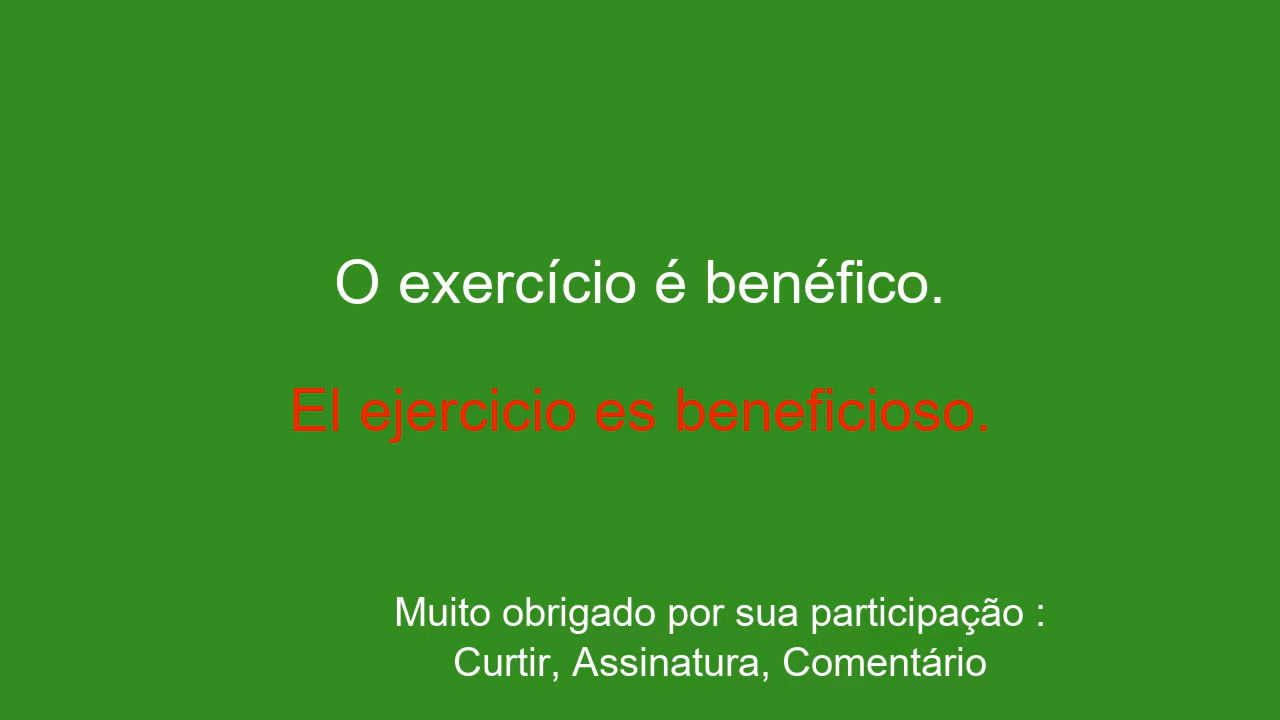 O exercício é benéfico.
El ejercicio es beneficioso.
Muito obrigado por sua participação :
Curtir, Assinatura, Comentário